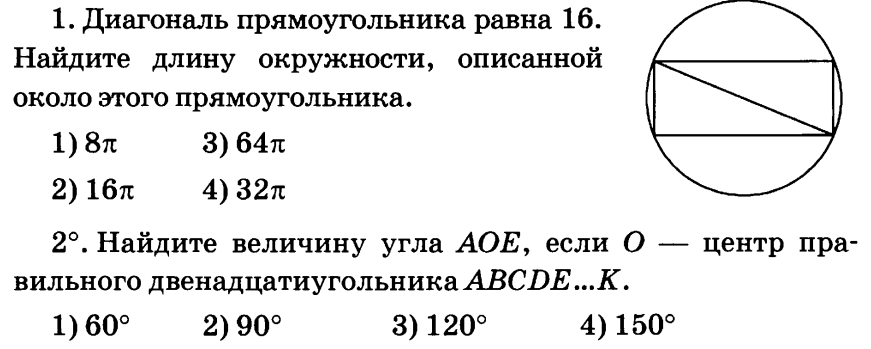 1. Диагональ прямоугольника равна 16.
Найдите длину окружности, описанной
около этого прямоугольника.
1) 8π 3) 64π
2) 16π 4) 32π
2°. Найдите величину угла AOE, если O — центр пра-
вильного двенадцатиугольника ABCDE...K.
1) 60° 2) 90° 3) 120° 4) 150°